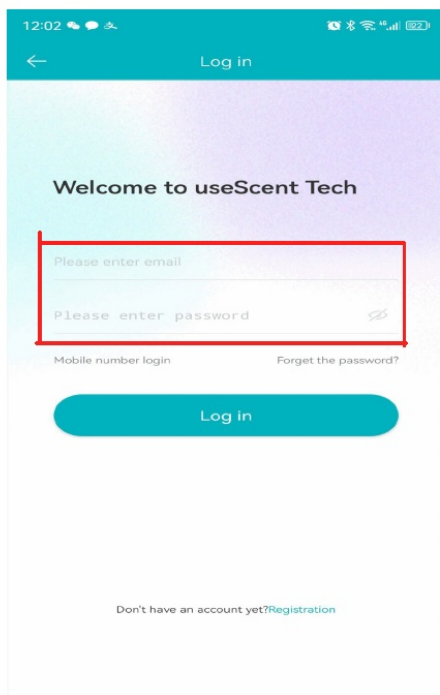 12:02
Log in
Welcome to useScent Tech
Please enter email
Please enter password
Mobile number login
Forget the password?
Log in
Don't have an account yet?Registration